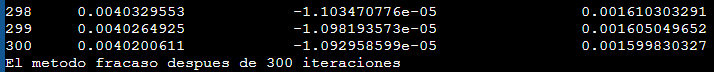 298 0.0040329553 -1.103470776e-05 0.001610303291
299 0.0040264925 -1.098193573e-05 0.001605049652
300 0.0040200611 -1.092958599e-05 0.001599830327
El metodo fracaso despues de 300 iteraciones